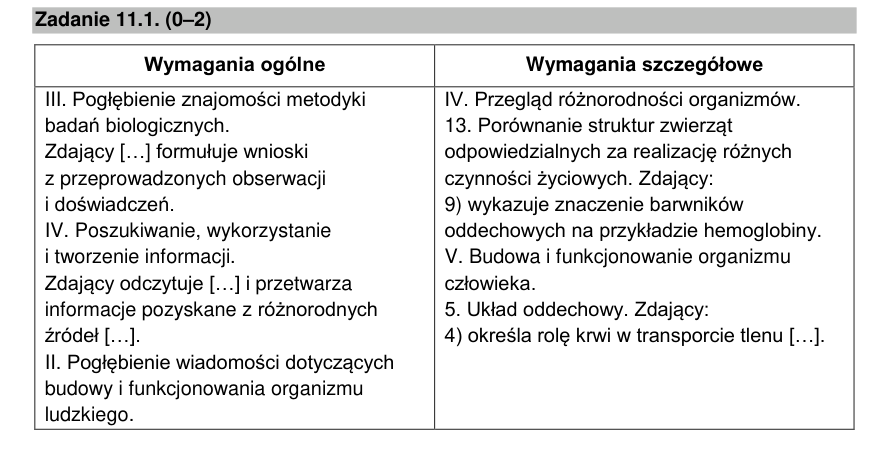 Zadanie 11.1. (0–2)
Wymagania ogólne
Wymagania szczegółowe
III. Pogłębienie znajomości metodyki
badań biologicznych.
Zdający […] formułuje wnioski
z przeprowadzonych obserwacji
i doświadczeń.
IV. Poszukiwanie, wykorzystanie
i tworzenie informacji.
Zdający odczytuje […] i przetwarza
informacje pozyskane z różnorodnych
źródeł […].
II. Pogłębienie wiadomości dotyczących
budowy i funkcjonowania organizmu
ludzkiego.
IV. Przegląd różnorodności organizmów.
13. Porównanie struktur zwierząt
odpowiedzialnych za realizację różnych
czynności życiowych. Zdający:
9) wykazuje znaczenie barwników
oddechowych na przykładzie hemoglobiny.
V. Budowa i funkcjonowanie organizmu
człowieka.
5. Układ oddechowy. Zdający:
4) określa rolę krwi w transporcie tlenu […].